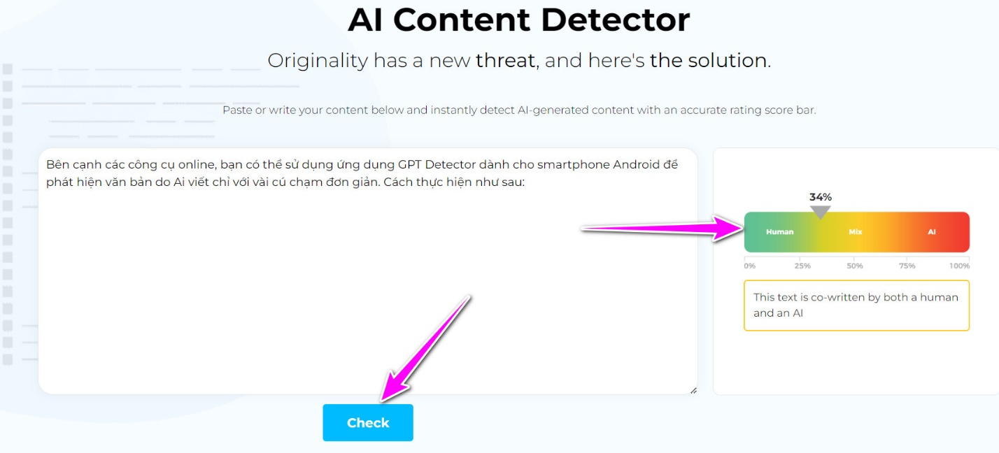 AI Content Detector
Originality has a new threat, and here's the solution.
Paste or write your content below and instantly detect AI-generated content with an accurate rating score bar.
Bên cạnh các công cụ online, bạn có thể sử dụng ứng dụng GPT Detector dành cho smartphone Android để
phát hiện văn bản do Ai viết chỉ với vài cú chạm đơn giản. Cách thực hiện như sau:
34%
Human Mix AI
0% 25% 50% 75% 100%
This text is co-written by both a human
and an AI
Check